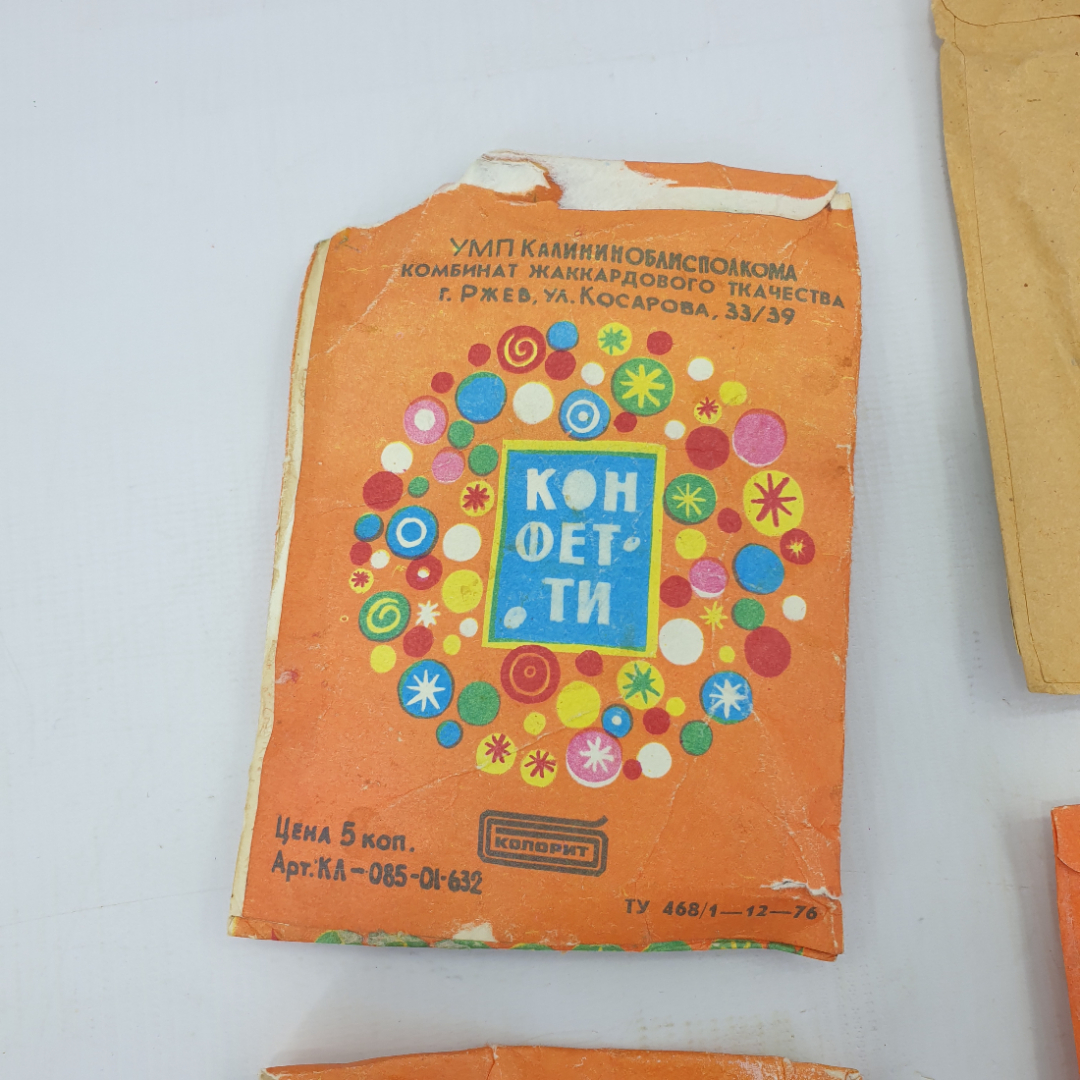 УМП КАЛИНИНОБЛИСПОЛКОМА
КОМБИНАТ ЖАККАРДОВОГО ТКАЧЕСТВА
г. РЖЕВ, УЛ. КОСАРОВА, 33/39
КОН
ФЕТ-
ТИ
ЦЕНА 5 КОП.
АРТ. КЛ-085-01-632
КОЛОРИТ
ТУ 468/1—12—76